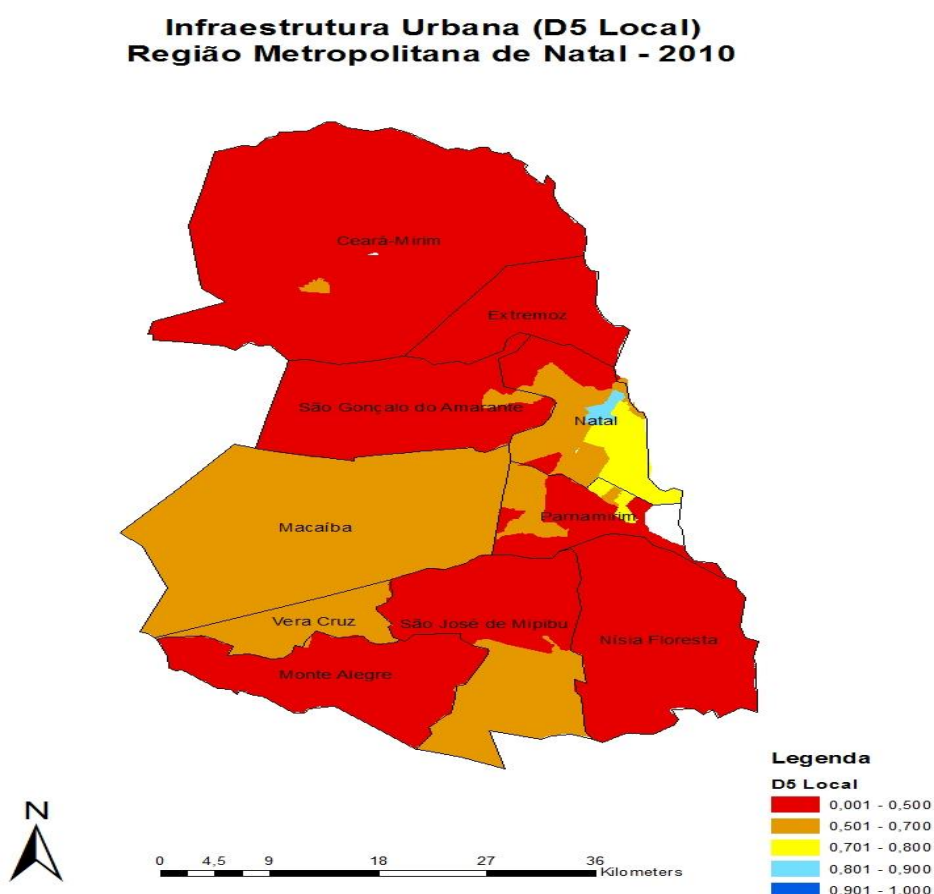 Infraestrutura Urbana (D5 Local)
Região Metropolitana de Natal - 2010
Ceará-Mirim
Extremoz
São Gonçalo do Amarante
Natal
Macaíba
Parnamirim
Vera Cruz
São José de Mipibu
Nísia Floresta
Monte Alegre
Legenda
D5 Local
0,001 - 0,500
0,501 - 0,700
0,701 - 0,800
0,801 - 0,900
0,901 - 1,000
N
0 4,5 9 18 27 36
Kilometers